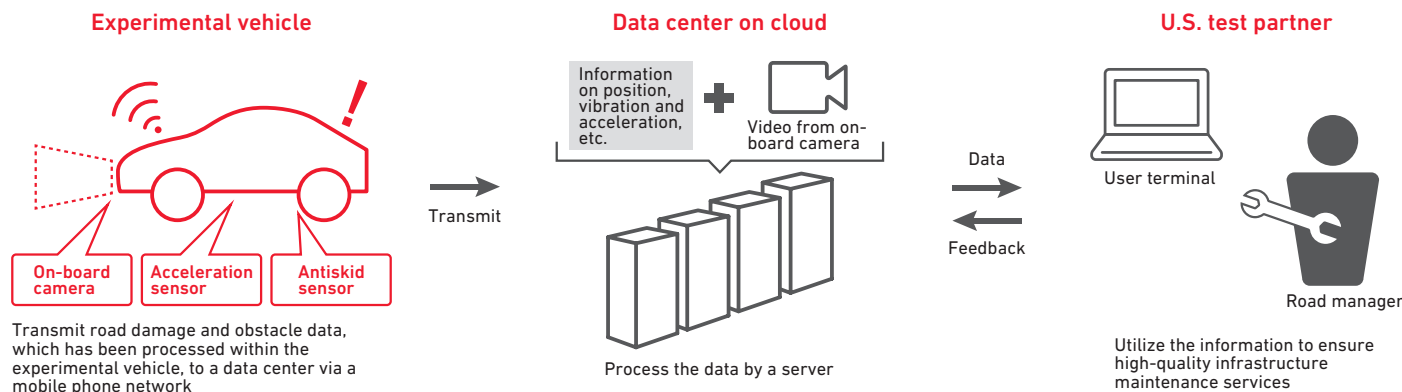 Experimental vehicle
On-board
camera
Acceleration
sensor
Antiskid
sensor
Transmit road damage and obstacle data,
which has been processed within the
experimental vehicle, to a data center via a
mobile phone network
Transmit
Data center on cloud
Information
on position,
vibration and
acceleration,
etc.
Video from on-
board camera
Process the data by a server
Data
Feedback
U.S. test partner
User terminal
Road manager
Utilize the information to ensure
high-quality infrastructure
maintenance services